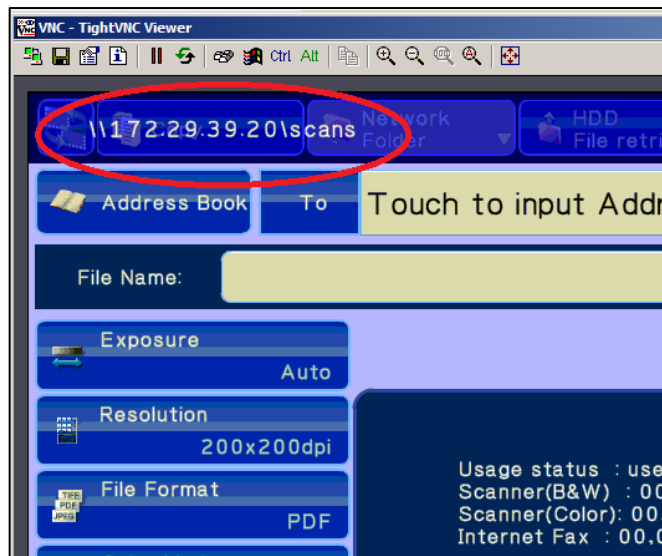 VNC - TightVNC Viewer
Ctrl Alt
\\172.29.39.20\scans
Network
Folder
HDD
File retri
Address Book
To
Touch to input Addr
File Name:
Exposure
Auto
Resolution
200x200dpi
File Format
TIFF
PDF
JPEG
PDF
Usage status : use
Scanner(B&W) : 00
Scanner(Color): 00.
Internet Fax : 00,0